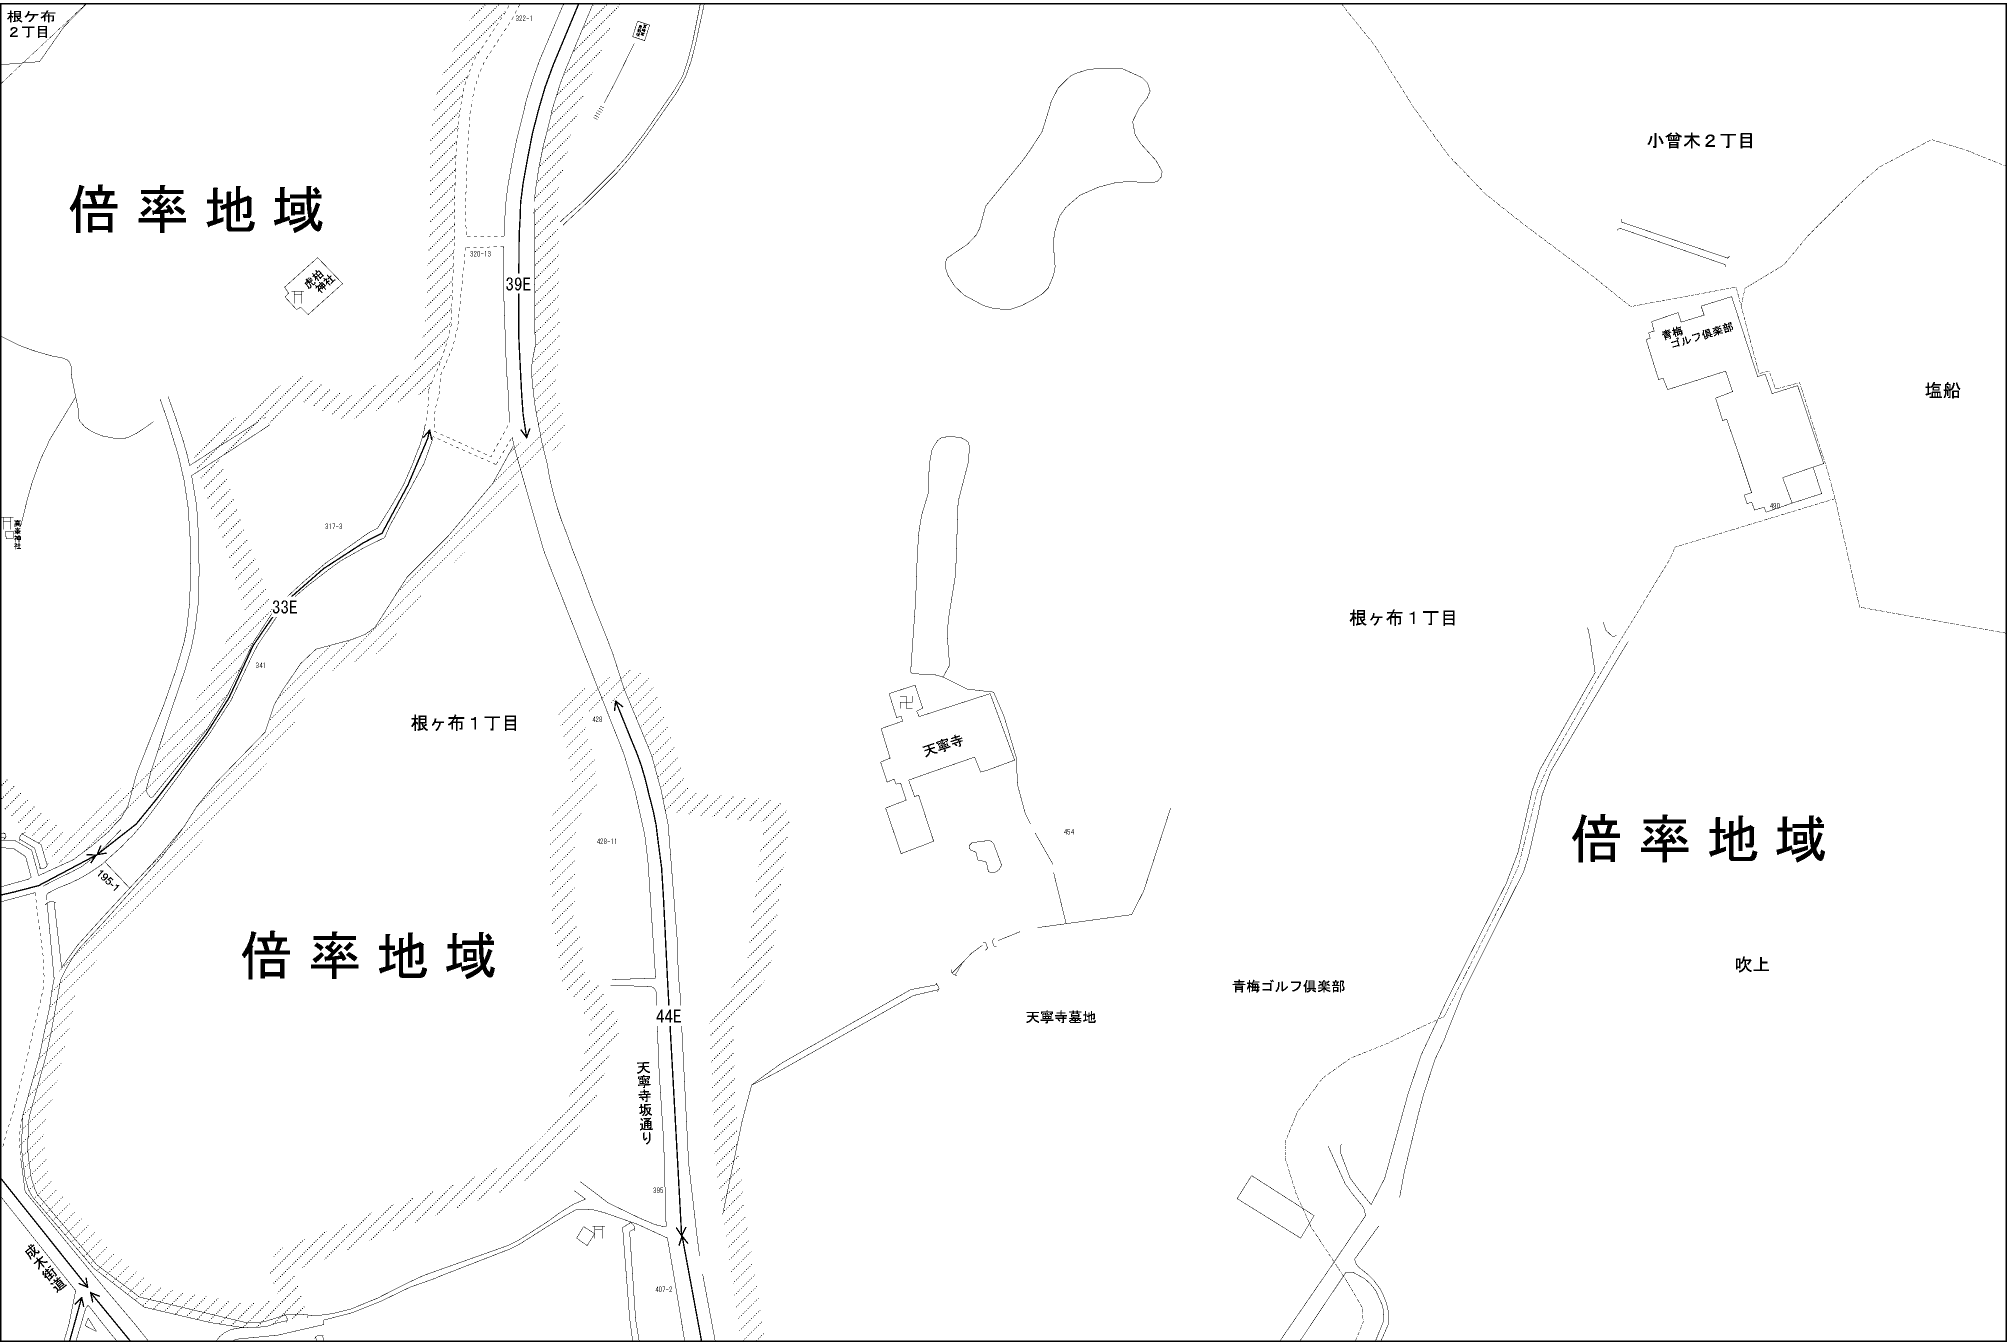 根ケ布
２丁目
322-1
小曾木２丁目
倍率地域
320-13
虎柏
神社
39E
青梅
ゴルフ倶楽部
塩船
490
317-3
33E
根ヶ布１丁目
341
428
根ヶ布１丁目
天寧寺
454
428-11
倍率地域
195-1
倍率地域
吹上
青梅ゴルフ倶楽部
44E
天寧寺墓地
天寧寺坂通り
395
成木街道
407-2